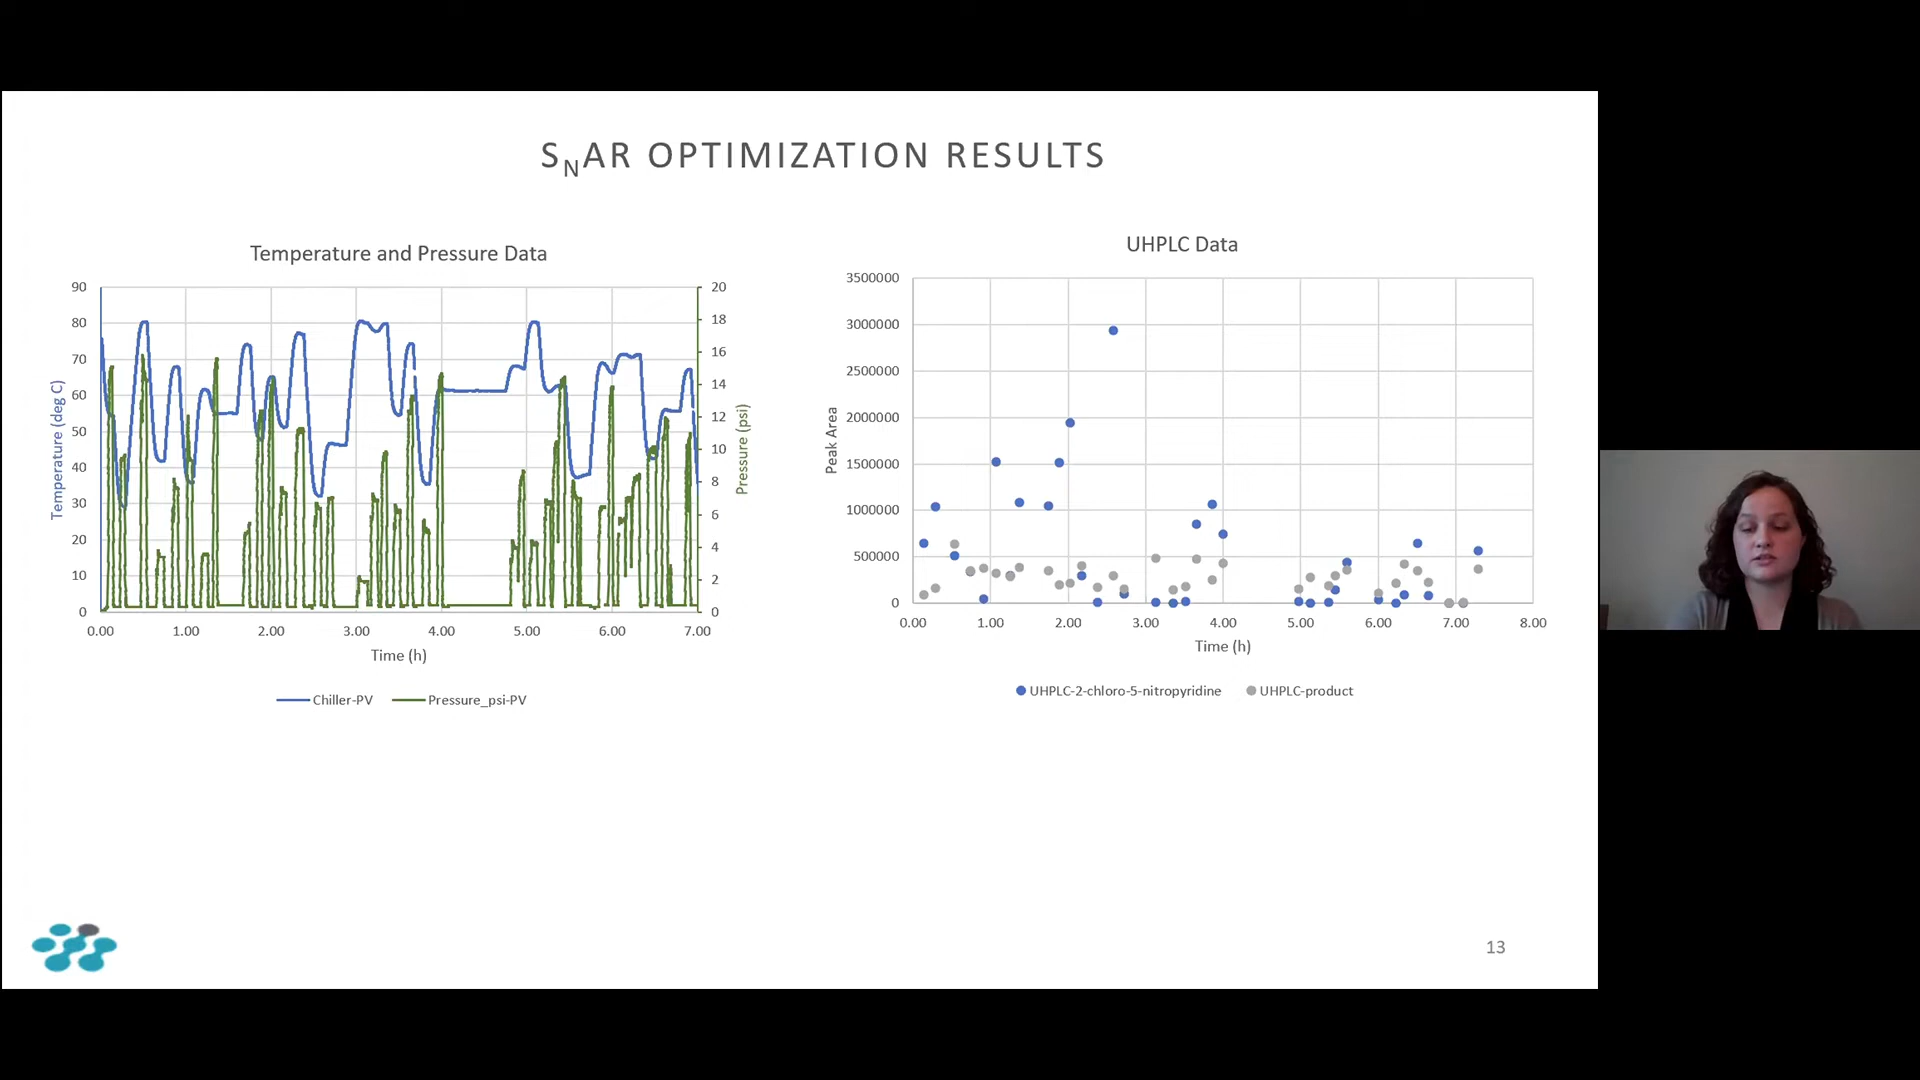 SNAR OPTIMIZATION RESULTS
Temperature and Pressure Data
90
80
70
60
50
40
30
20
10
0
Temperature (deg C)
20
18
16
14
12
10
8
6
4
2
0
Pressure (psi)
0.00 1.00 2.00 3.00 4.00 5.00 6.00 7.00
Time (h)
Chiller-PV Pressure_psi-PV
UHPLC Data
3500000
3000000
2500000
2000000
1500000
1000000
500000
0
Peak Area
0.00 1.00 2.00 3.00 4.00 5.00 6.00 7.00 8.00
Time (h)
UHPLC-2-chloro-5-nitropyridine UHPLC-product
13